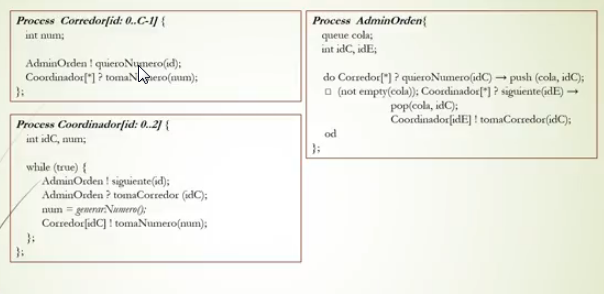 Process Corredor[id: 0..C-1] {
int num;
AdminOrden ! quieroNumero(id);
Coordinador[*] ? tomaNumero(num);
};
Process Coordinador[id: 0..2] {
int idC, num;
while (true) {
AdminOrden ! siguiente(id);
AdminOrden ? tomaCorredor (idC);
num = generarNumero();
Corredor[idC] ! tomaNumero(num);
};
};
Process AdminOrden{
queue cola;
int idC, idE;
do Corredor[*] ? quieroNumero(idC) → push (cola, idC);
□ (not empty(cola)); Coordinador[*] ? siguiente(idE) →
pop(cola, idC);
Coordinador[idE] ! tomaCorredor(idC);
od
};